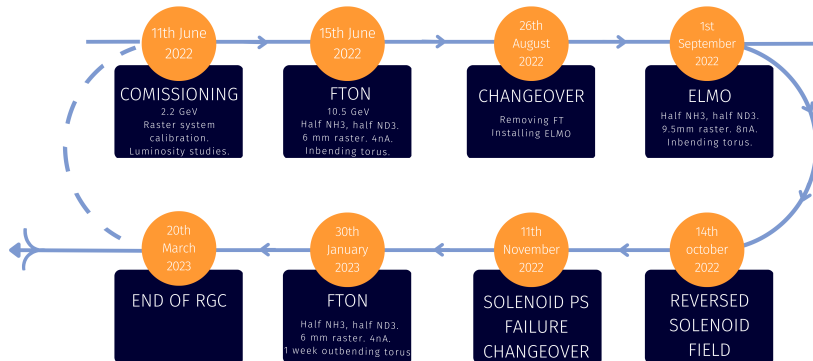 11th June
2022
COMISSIONING
2.2 GeV
Raster system
calibration.
Luminosity studies.
15th June
2022
FTON
10.5 GeV
Half NH3, half ND3.
6 mm raster. 4nA.
Inbending torus.
26th
August
2022
CHANGEOVER
Removing FT
Installing ELMO
1st
September
2022
ELMO
Half NH3, half ND3.
9.5mm raster. 8nA.
Inbending torus.
14th
october
2022
REVERSED
SOLENOID
FIELD
11th
November
2022
SOLENOID PS
FAILURE
CHANGEOVER
30th
January
2023
FTON
Half NH3, half ND3.
6 mm raster. 4nA.
1 week outbending torus
20th
March
2023
END OF RGC